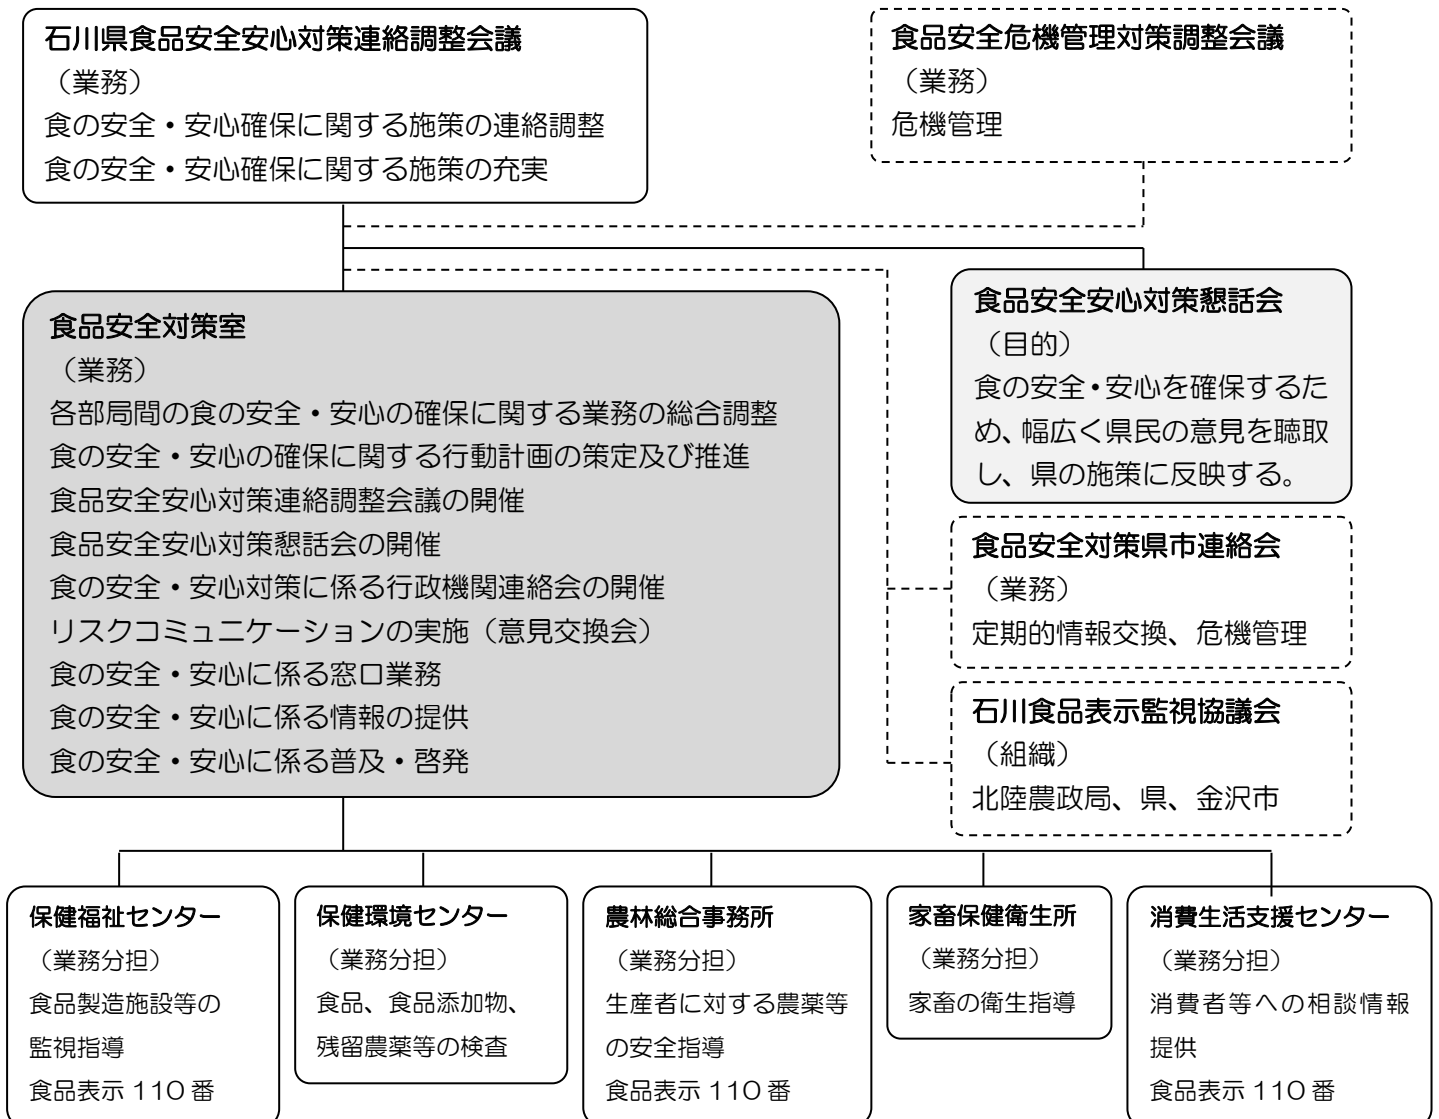 石川県食品安全安心対策連絡調整会議
（業務）
食の安全・安心確保に関する施策の連絡調整
食の安全・安心確保に関する施策の充実
食品安全危機管理対策調整会議
（業務）
危機管理
食品安全対策室
（業務）
各部局間の食の安全・安心の確保に関する業務の総合調整
食の安全・安心の確保に関する行動計画の策定及び推進
食品安全安心対策連絡調整会議の開催
食品安全安心対策懇話会の開催
食の安全・安心対策に係る行政機関連絡会の開催
リスクコミュニケーションの実施（意見交換会）
食の安全・安心に係る窓口業務
食の安全・安心に係る情報の提供
食の安全・安心に係る普及・啓発
食品安全安心対策懇話会
（目的）
食の安全・安心を確保するた
め、幅広く県民の意見を聴取
し、県の施策に反映する。
食品安全対策県市連絡会
（業務）
定期的情報交換、危機管理
石川食品表示監視協議会
（組織）
北陸農政局、県、金沢市
保健福祉センター
（業務分担）
食品製造施設等の
監視指導
食品表示 110 番
保健環境センター
（業務分担）
食品、食品添加物、
残留農薬等の検査
農林総合事務所
（業務分担）
生産者に対する農薬等
の安全指導
食品表示 110 番
家畜保健衛生所
（業務分担）
家畜の衛生指導
消費生活支援センター
（業務分担）
消費者等への相談情報
提供
食品表示 110 番